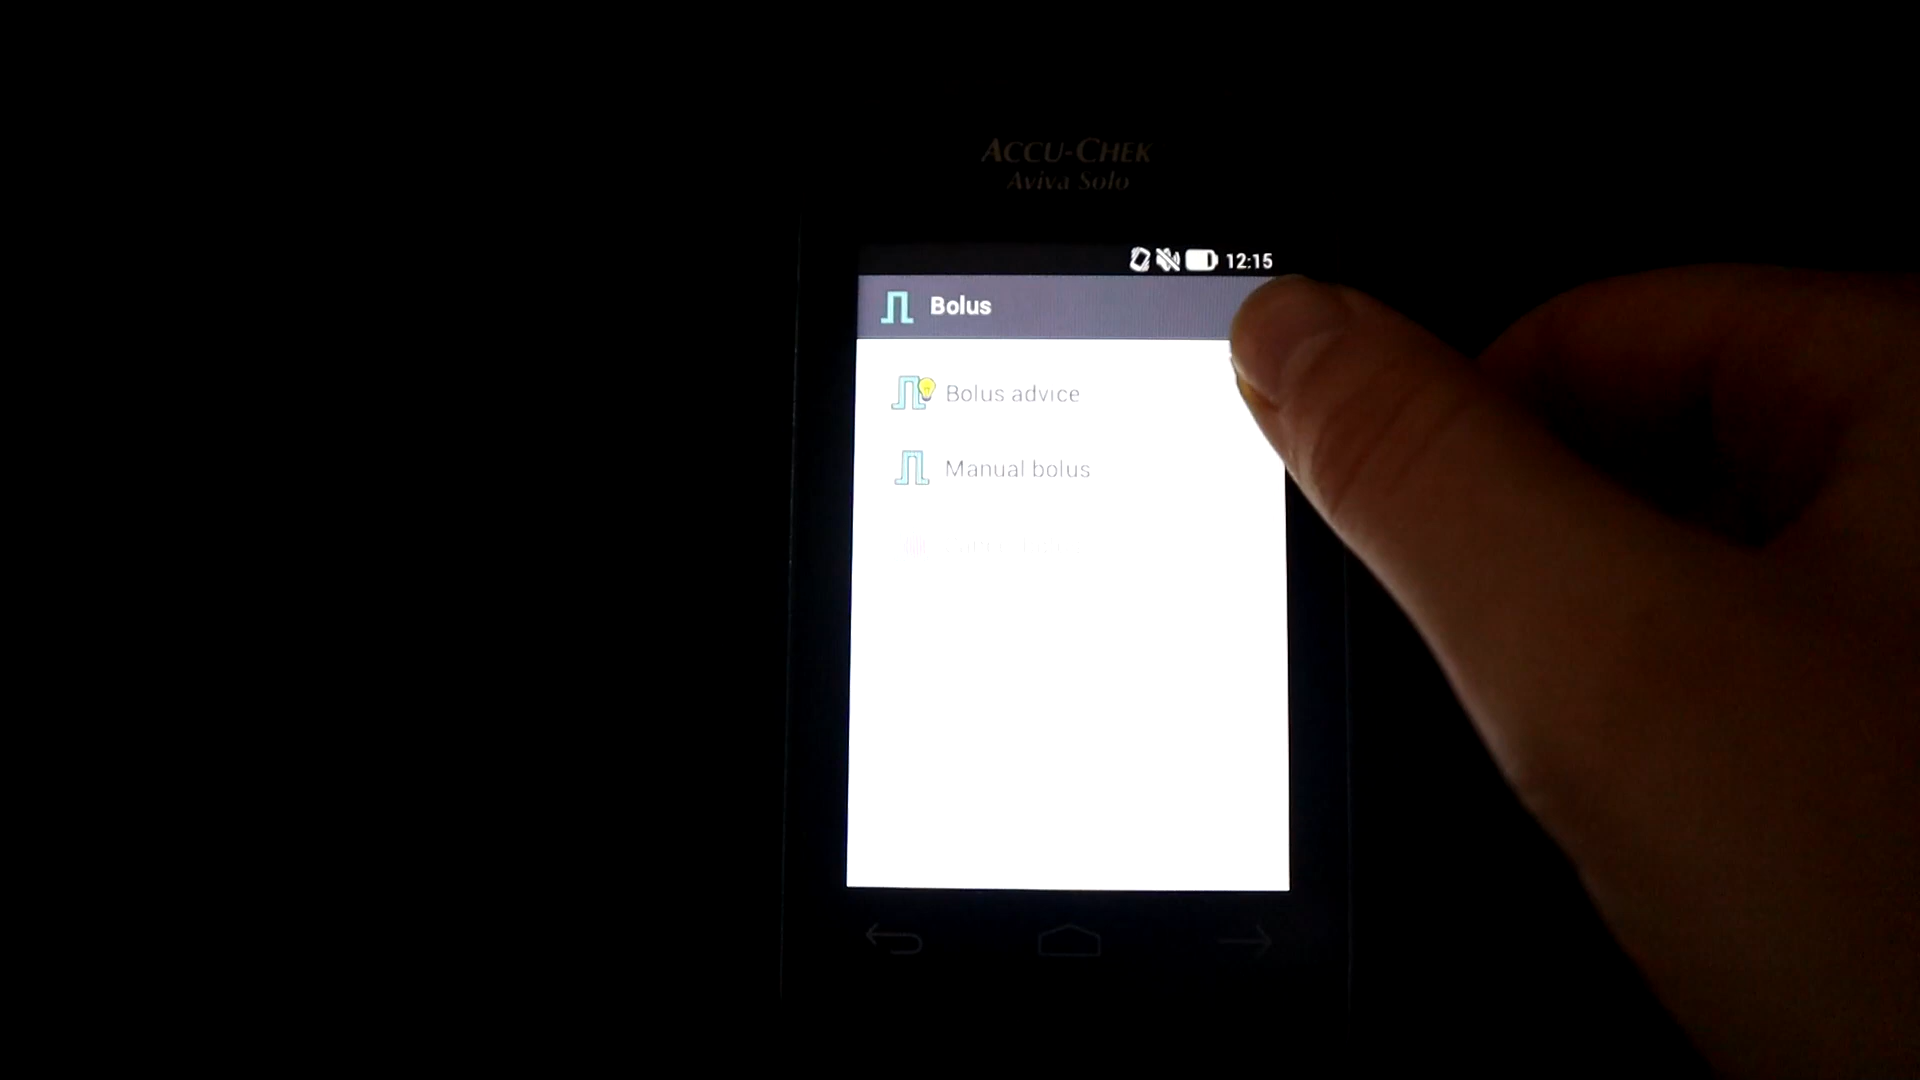 ACCU-CHEK
Aviva Solo
12:15
Bolus
Bolus advice
Manual bolus